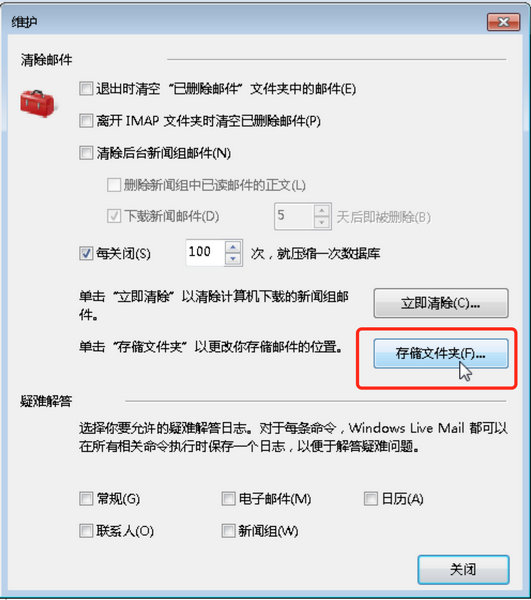 维护
清除邮件
退出时清空“已删除邮件”文件夹中的邮件(E)
离开 IMAP 文件夹时清空已删除邮件(P)
清除后台新闻组邮件(N)
删除新闻组中已读邮件的正文(L)
下载新闻邮件(D) 5 天后即被删除(B)
每关闭(S) 100 次，就压缩一次数据库
单击“立即清除”以清除计算机下载的新闻组邮
件。
立即清除(C)...
单击“存储文件夹”以更改你存储邮件的位置。
存储文件夹(F)...
疑难解答
选择你要允许的疑难解答日志。对于每条命令，Windows Live Mail 都可以
在所有相关命令执行时保存一个日志，以便于解答疑难问题。
常规(G) 电子邮件(M) 日历(A)
联系人(O) 新闻组(W)
关闭